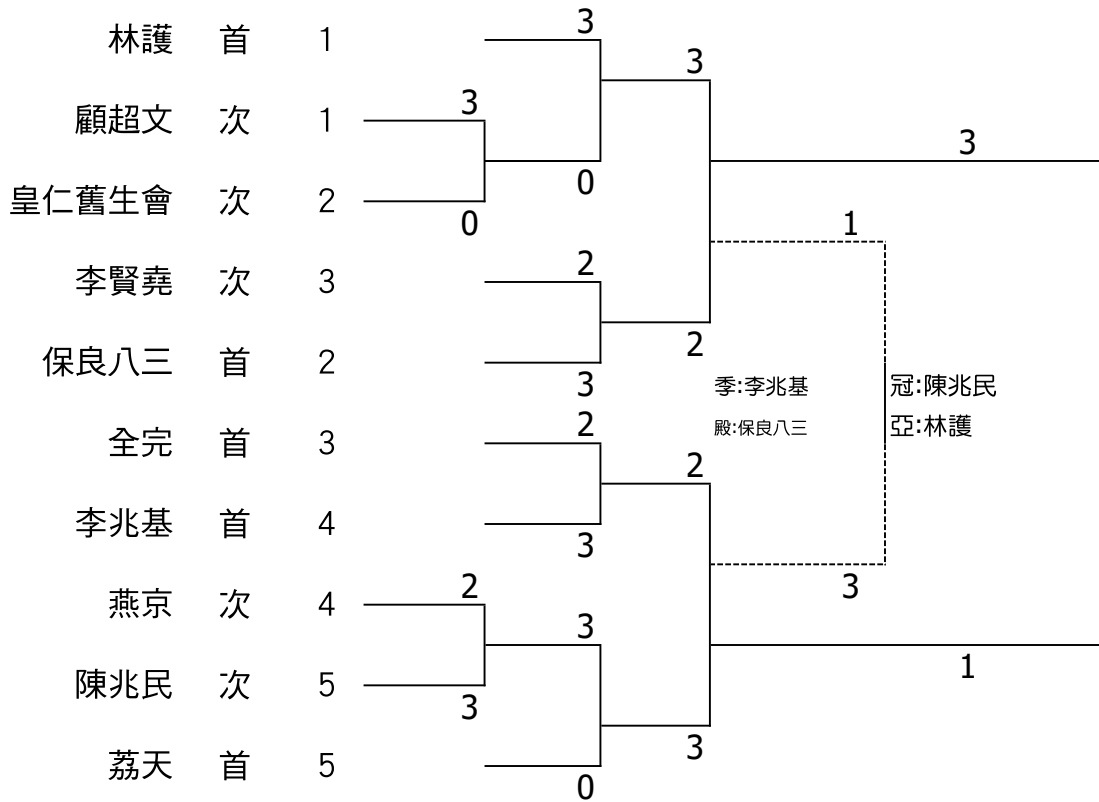 3
林護 首 1
3
3
顧超文 次 1
3
0
皇仁舊生會 次 2
0
1
2
李賢堯 次 3
2
保良八三 首 2
3
季:李兆基
冠:陳兆民
殿:保良八三
亞:林護
2
全完 首 3
2
李兆基 首 4
3
2
3
燕京 次 4
3
1
陳兆民 次 5
3
3
荔天 首 5
0